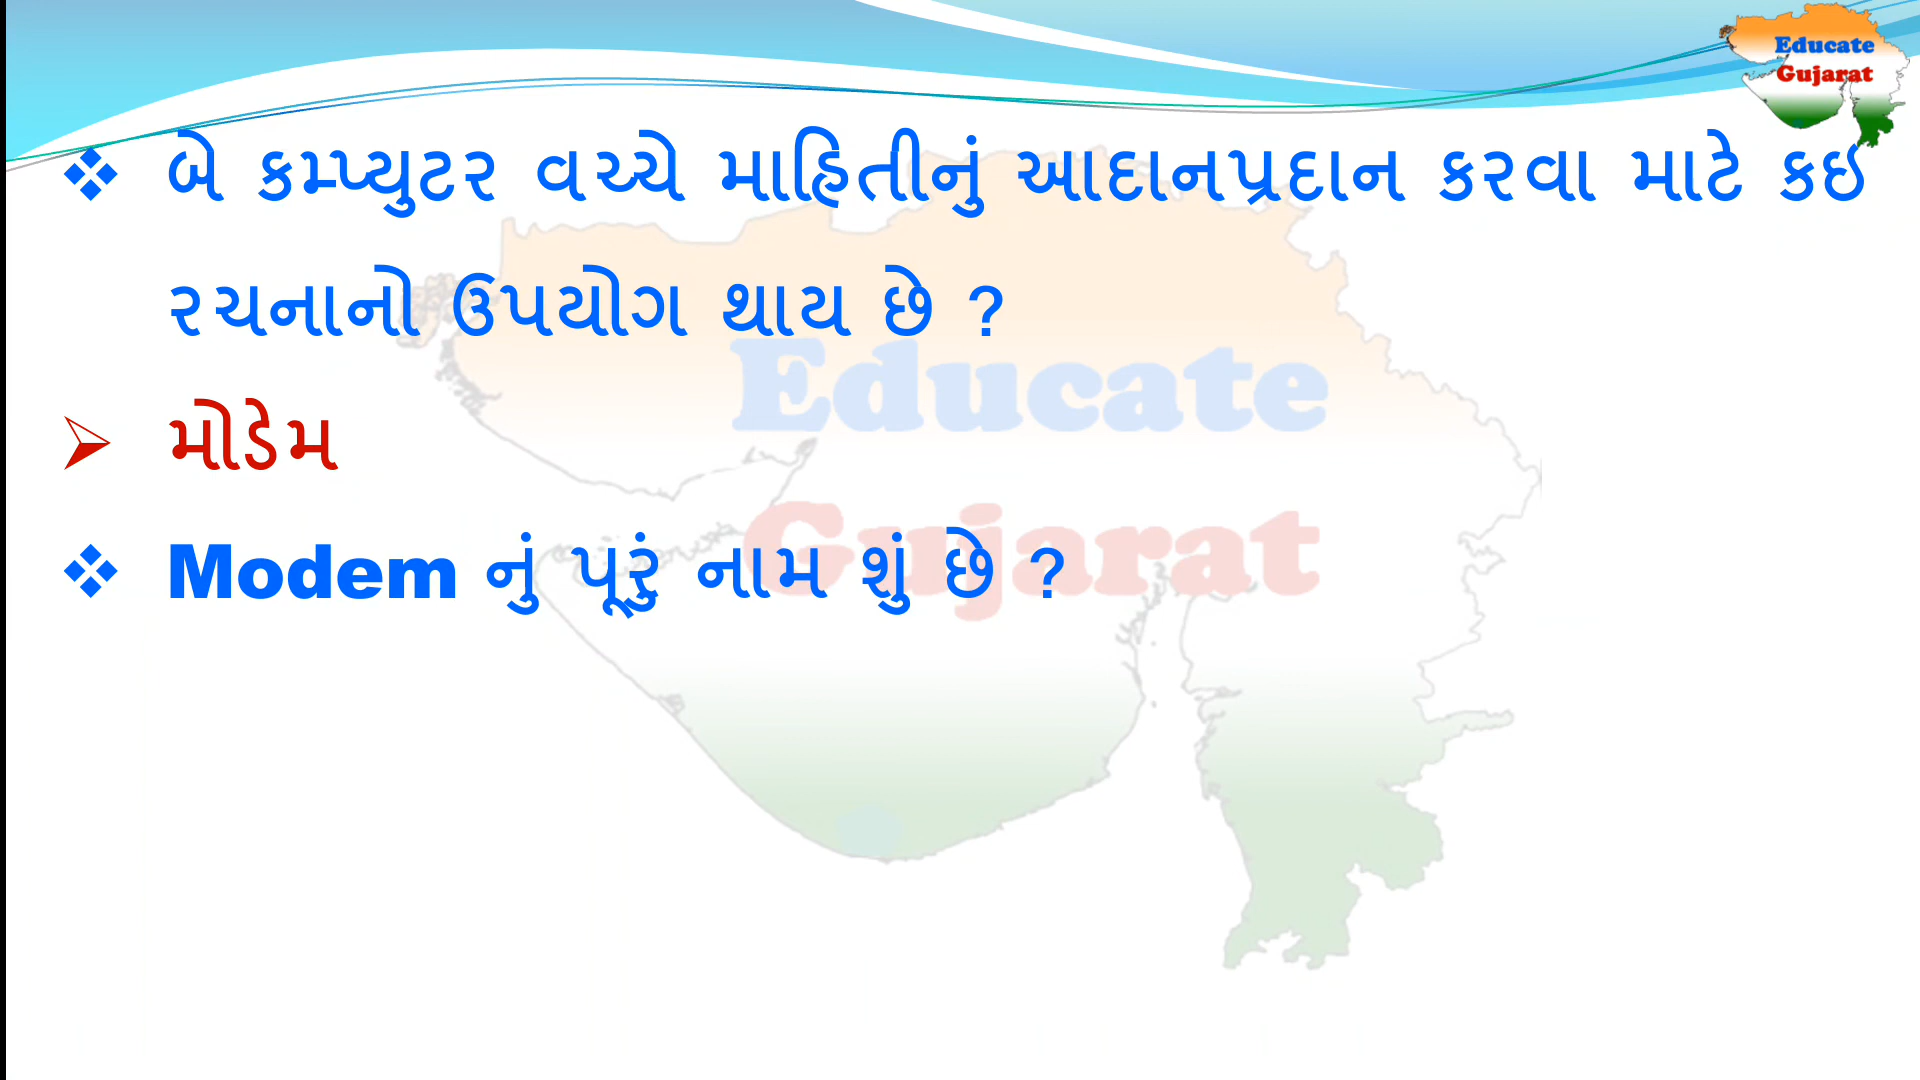 Educate
Gujarat
બે કમ્પ્યુટર વચ્ચે માહિતીનું આદાનપ્રદાન કરવા માટે કઇ
રચનાનો ઉપયોગ થાય છે ?
મોડેમ
Educate
Gujarat
Modem નું પૂરું નામ શું છે ?